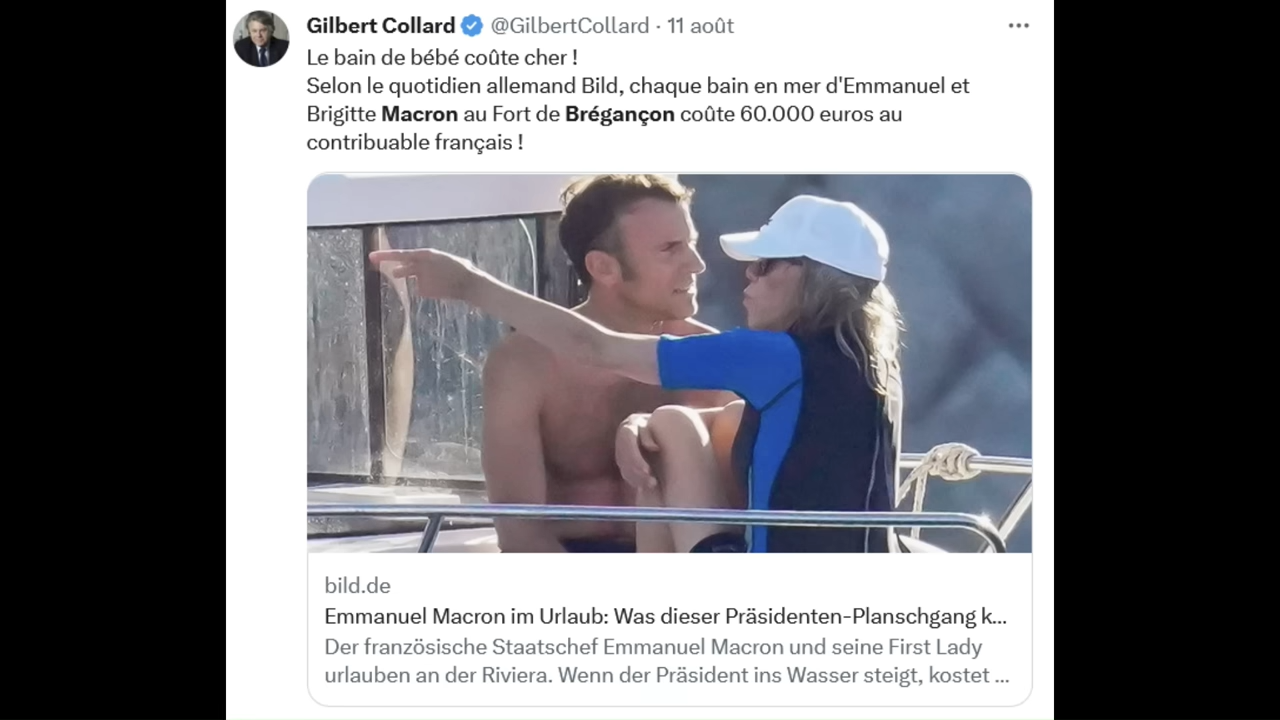 Gilbert Collard @GilbertCollard · 11 août
Le bain de bébé coûte cher !
Selon le quotidien allemand Bild, chaque bain en mer d'Emmanuel et
Brigitte Macron au Fort de Brégançon coûte 60.000 euros au
contribuable français !
bild.de
Emmanuel Macron im Urlaub: Was dieser Präsidenten-Planschgang k...
Der französische Staatschef Emmanuel Macron und seine First Lady
urlauben an der Riviera. Wenn der Präsident ins Wasser steigt, kostet ...